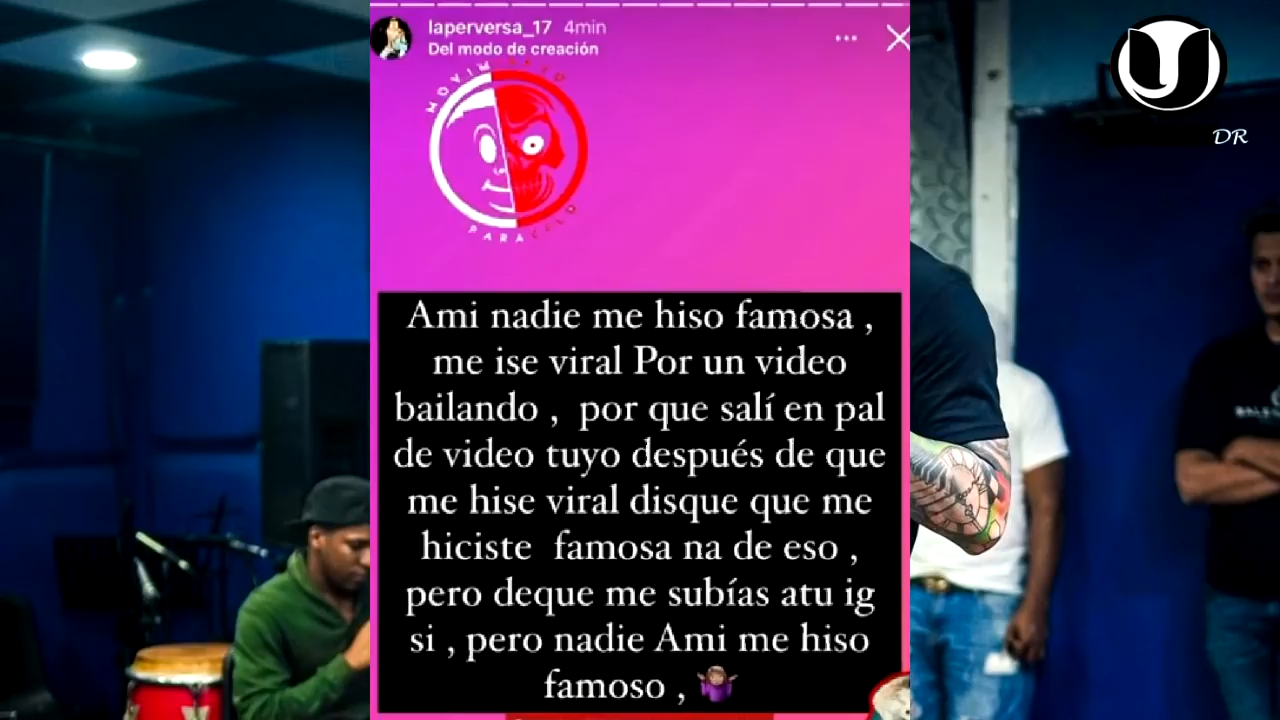 laperversa_17 4min
Del modo de creación
MOVIM
PARA
Ami nadie me hiso famosa ,
me ise viral Por un video
bailando , por que salí en pal
de video tuyo después de que
me hise viral disque que me
hiciste famosa na de eso ,
pero deque me subías atu ig
si , pero nadie Ami me hiso
famoso , 🤷🏽‍♀️
DR